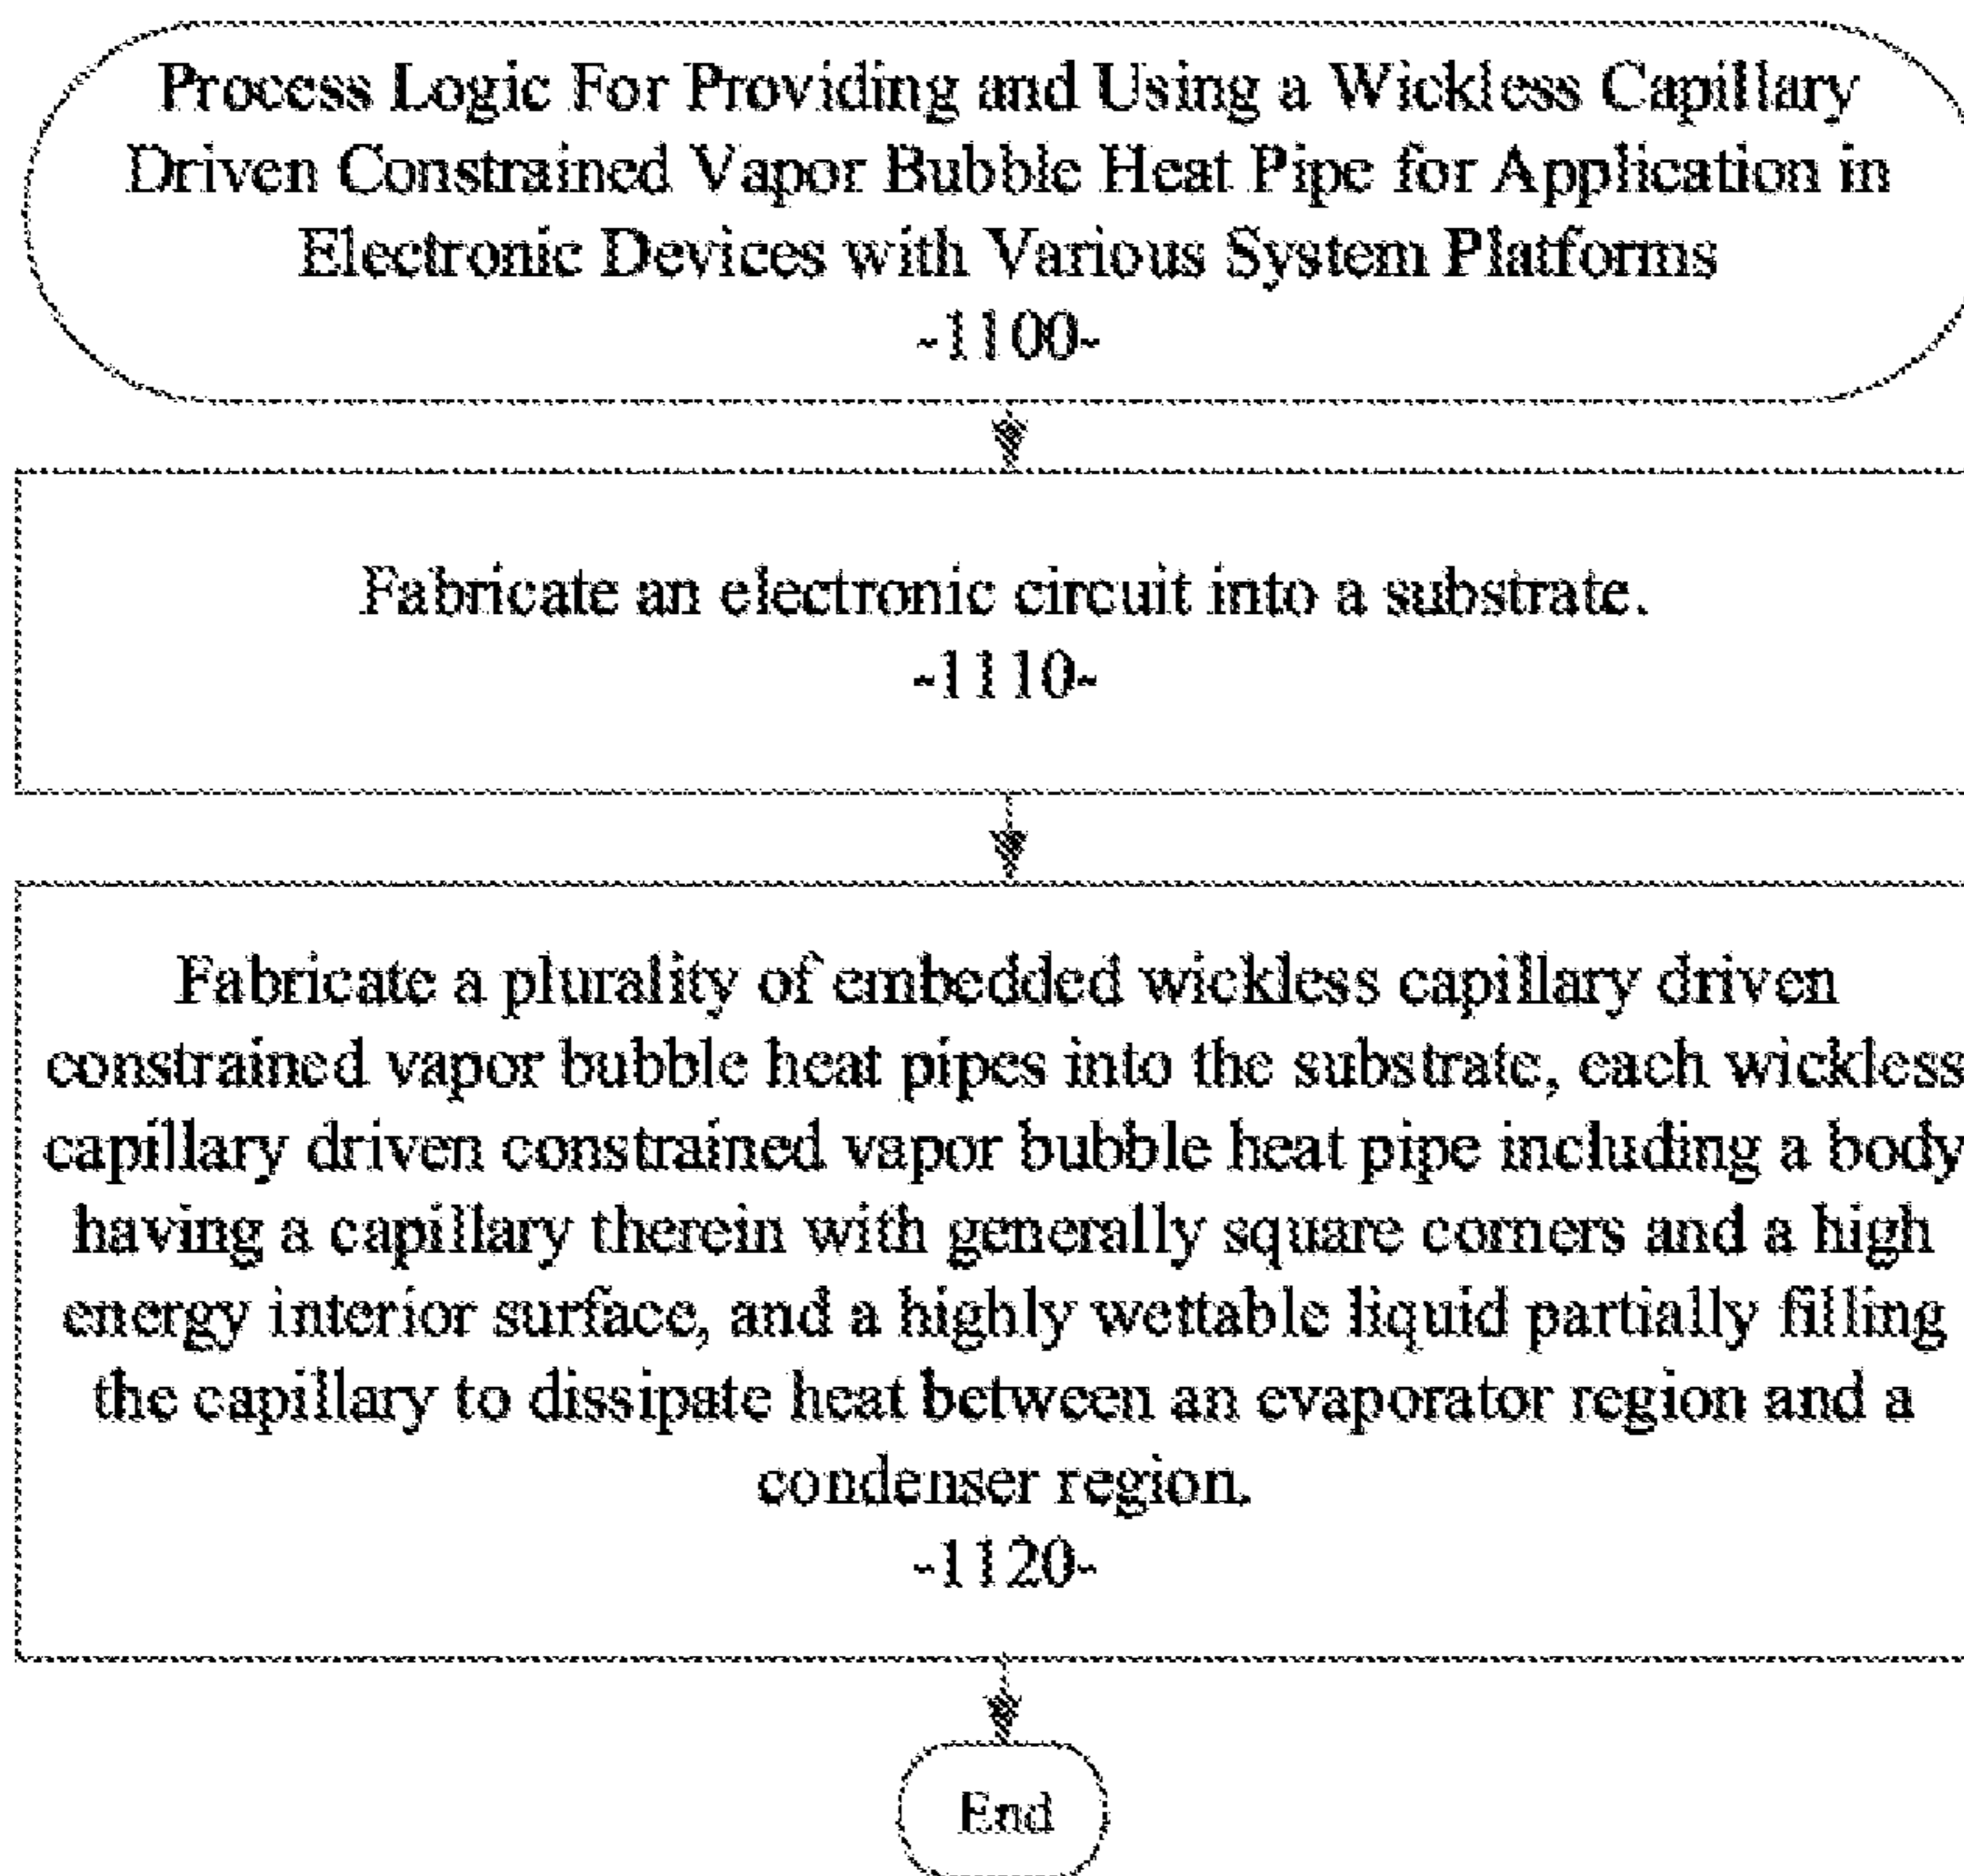 Process Logic For Providing and Using a Wickless Capillary
Driven Constrained Vapor Bubble Heat Pipe for Application in
Electronic Devices with Various System Platforms
-1100-
Fabricate an electronic circuit into a substrate.
-1110-
Fabricate a plurality of embedded wickless capillary driven
constrained vapor bubble heat pipes into the substrate, each wickless
capillary driven constrained vapor bubble heat pipe including a body
having a capillary therein with generally square corners and a high
energy interior surface, and a highly wettable liquid partially filling
the capillary to dissipate heat between an evaporator region and a
condenser region.
-1120-
End